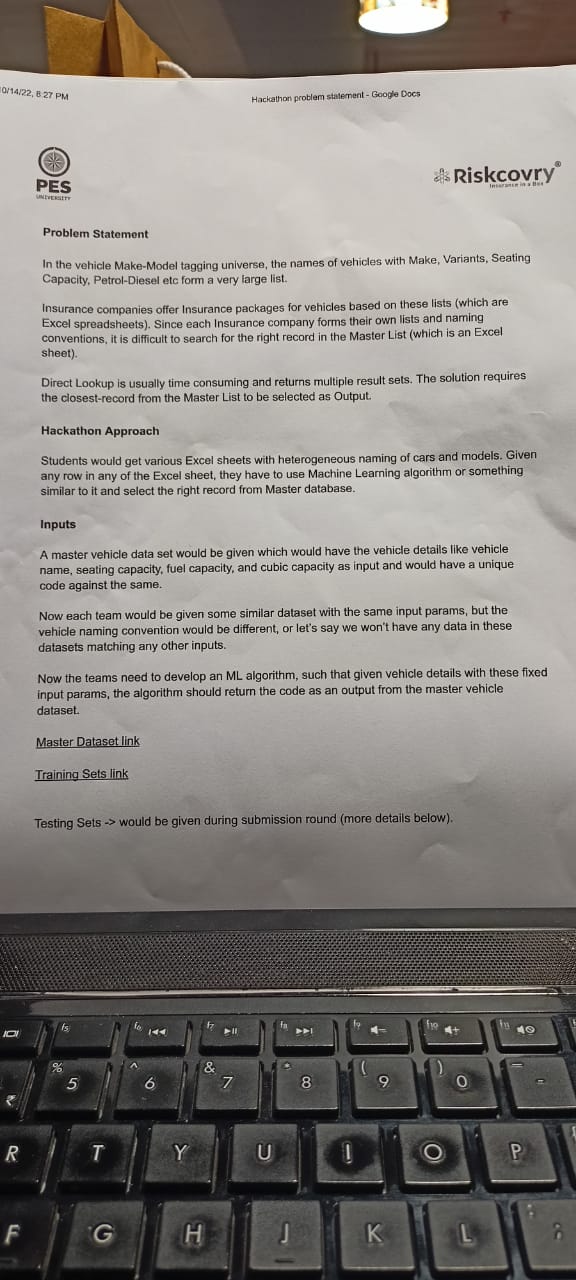 0/14/22, 8:27 PM
Hackathon problem statement - Google Docs
PES
UNIVERSITY
Riskcovry®
Insurance in a Box
Problem Statement
In the vehicle Make-Model tagging universe, the names of vehicles with Make, Variants, Seating
Capacity, Petrol-Diesel etc form a very large list.
Insurance companies offer Insurance packages for vehicles based on these lists (which are
Excel spreadsheets). Since each Insurance company forms their own lists and naming
conventions, it is difficult to search for the right record in the Master List (which is an Excel
sheet).
Direct Lookup is usually time consuming and returns multiple result sets. The solution requires
the closest-record from the Master List to be selected as Output.
Hackathon Approach
Students would get various Excel sheets with heterogeneous naming of cars and models. Given
any row in any of the Excel sheet, they have to use Machine Learning algorithm or something
similar to it and select the right record from Master database.
Inputs
A master vehicle data set would be given which would have the vehicle details like vehicle
name, seating capacity, fuel capacity, and cubic capacity as input and would have a unique
code against the same.
Now each team would be given some similar dataset with the same input params, but the
vehicle naming convention would be different, or let's say we won't have any data in these
datasets matching any other inputs.
Now the teams need to develop an ML algorithm, such that given vehicle details with these fixed
input params, the algorithm should return the code as an output from the master vehicle
dataset.
Master Dataset link
Training Sets link
Testing Sets -> would be given during submission round (more details below).
f5 f6 f7 f8 f9 f10 f11
% ^ & * ( )
₹ 5 6 7 8 9 0 -
R T Y U I O P
F G H J K L ;